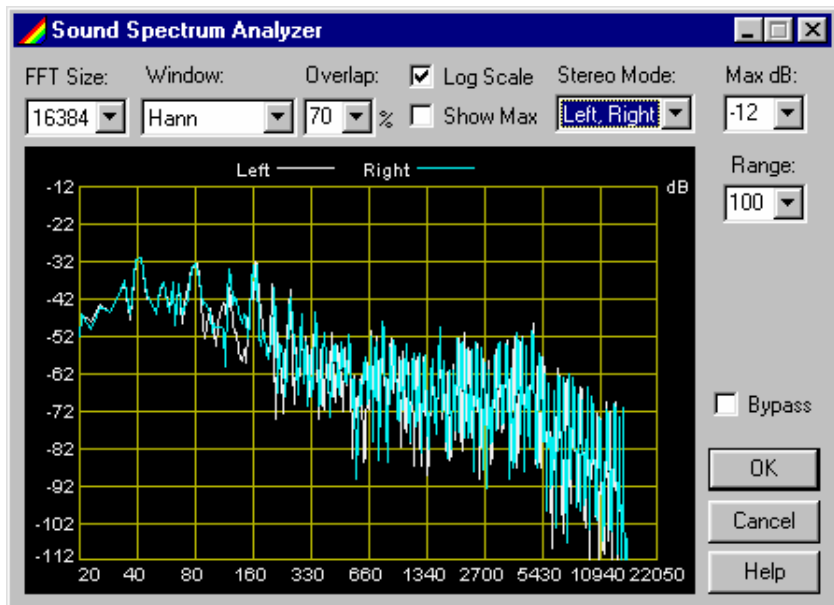 Sound Spectrum Analyzer
FFT Size: Window: Overlap: Log Scale Stereo Mode: Max dB:
16384 Hann 70 % Show Max Left, Right -12
Range:
100
Left Right
dB
-12
-22
-32
-42
-52
-62
-72
-82
-92
-102
-112
20 40 80 160 330 660 1340 2700 5430 10940 22050
Bypass
OK
Cancel
Help